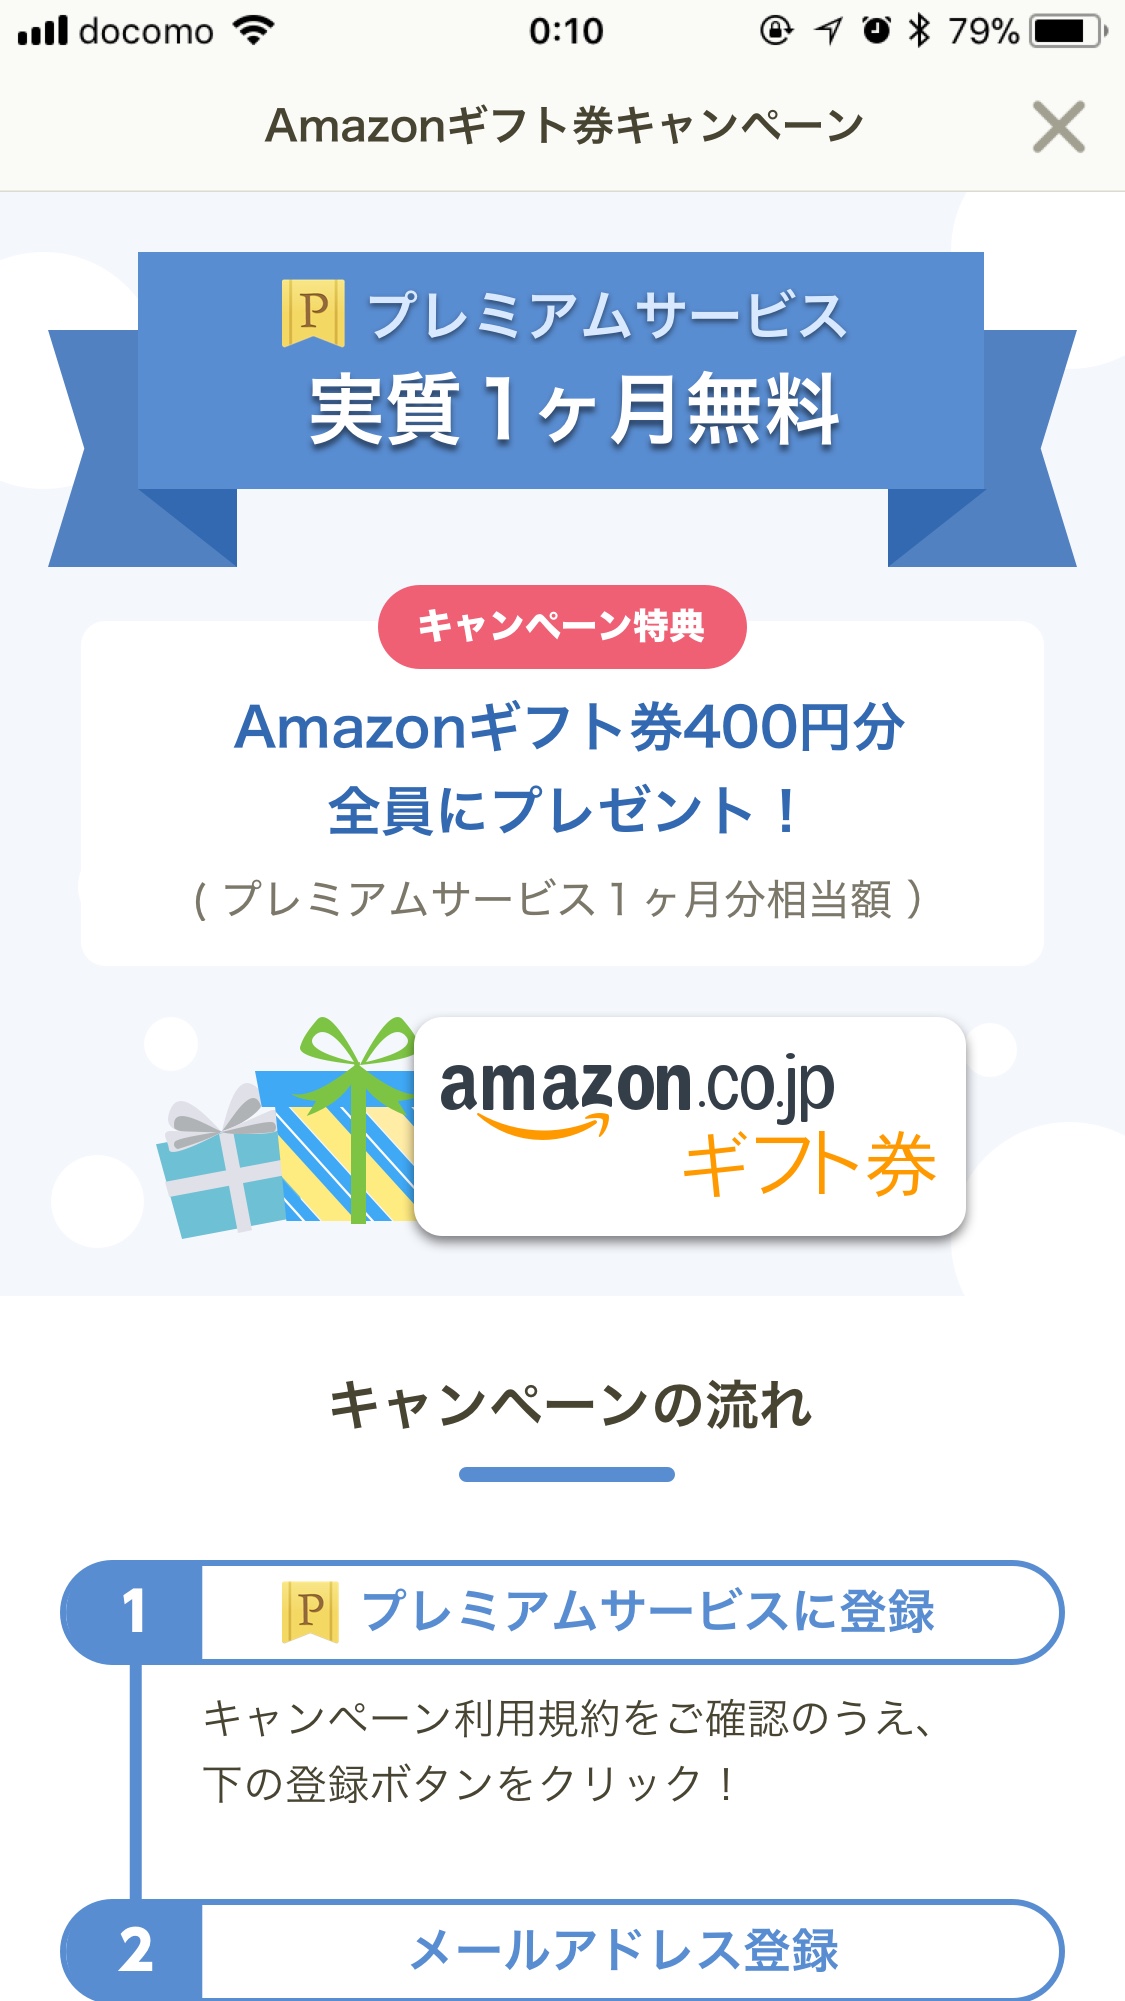 docomo 0:10 79%
Amazonギフト券キャンペーン
P プレミアムサービス
実質1ヶ月無料
キャンペーン特典
Amazonギフト券400円分
全員にプレゼント！
（プレミアムサービス1ヶ月分相当額）
amazon.co.jp
ギフト券
キャンペーンの流れ
1 P プレミアムサービスに登録
キャンペーン利用規約をご確認のうえ、
下の登録ボタンをクリック！
2 メールアドレス登録